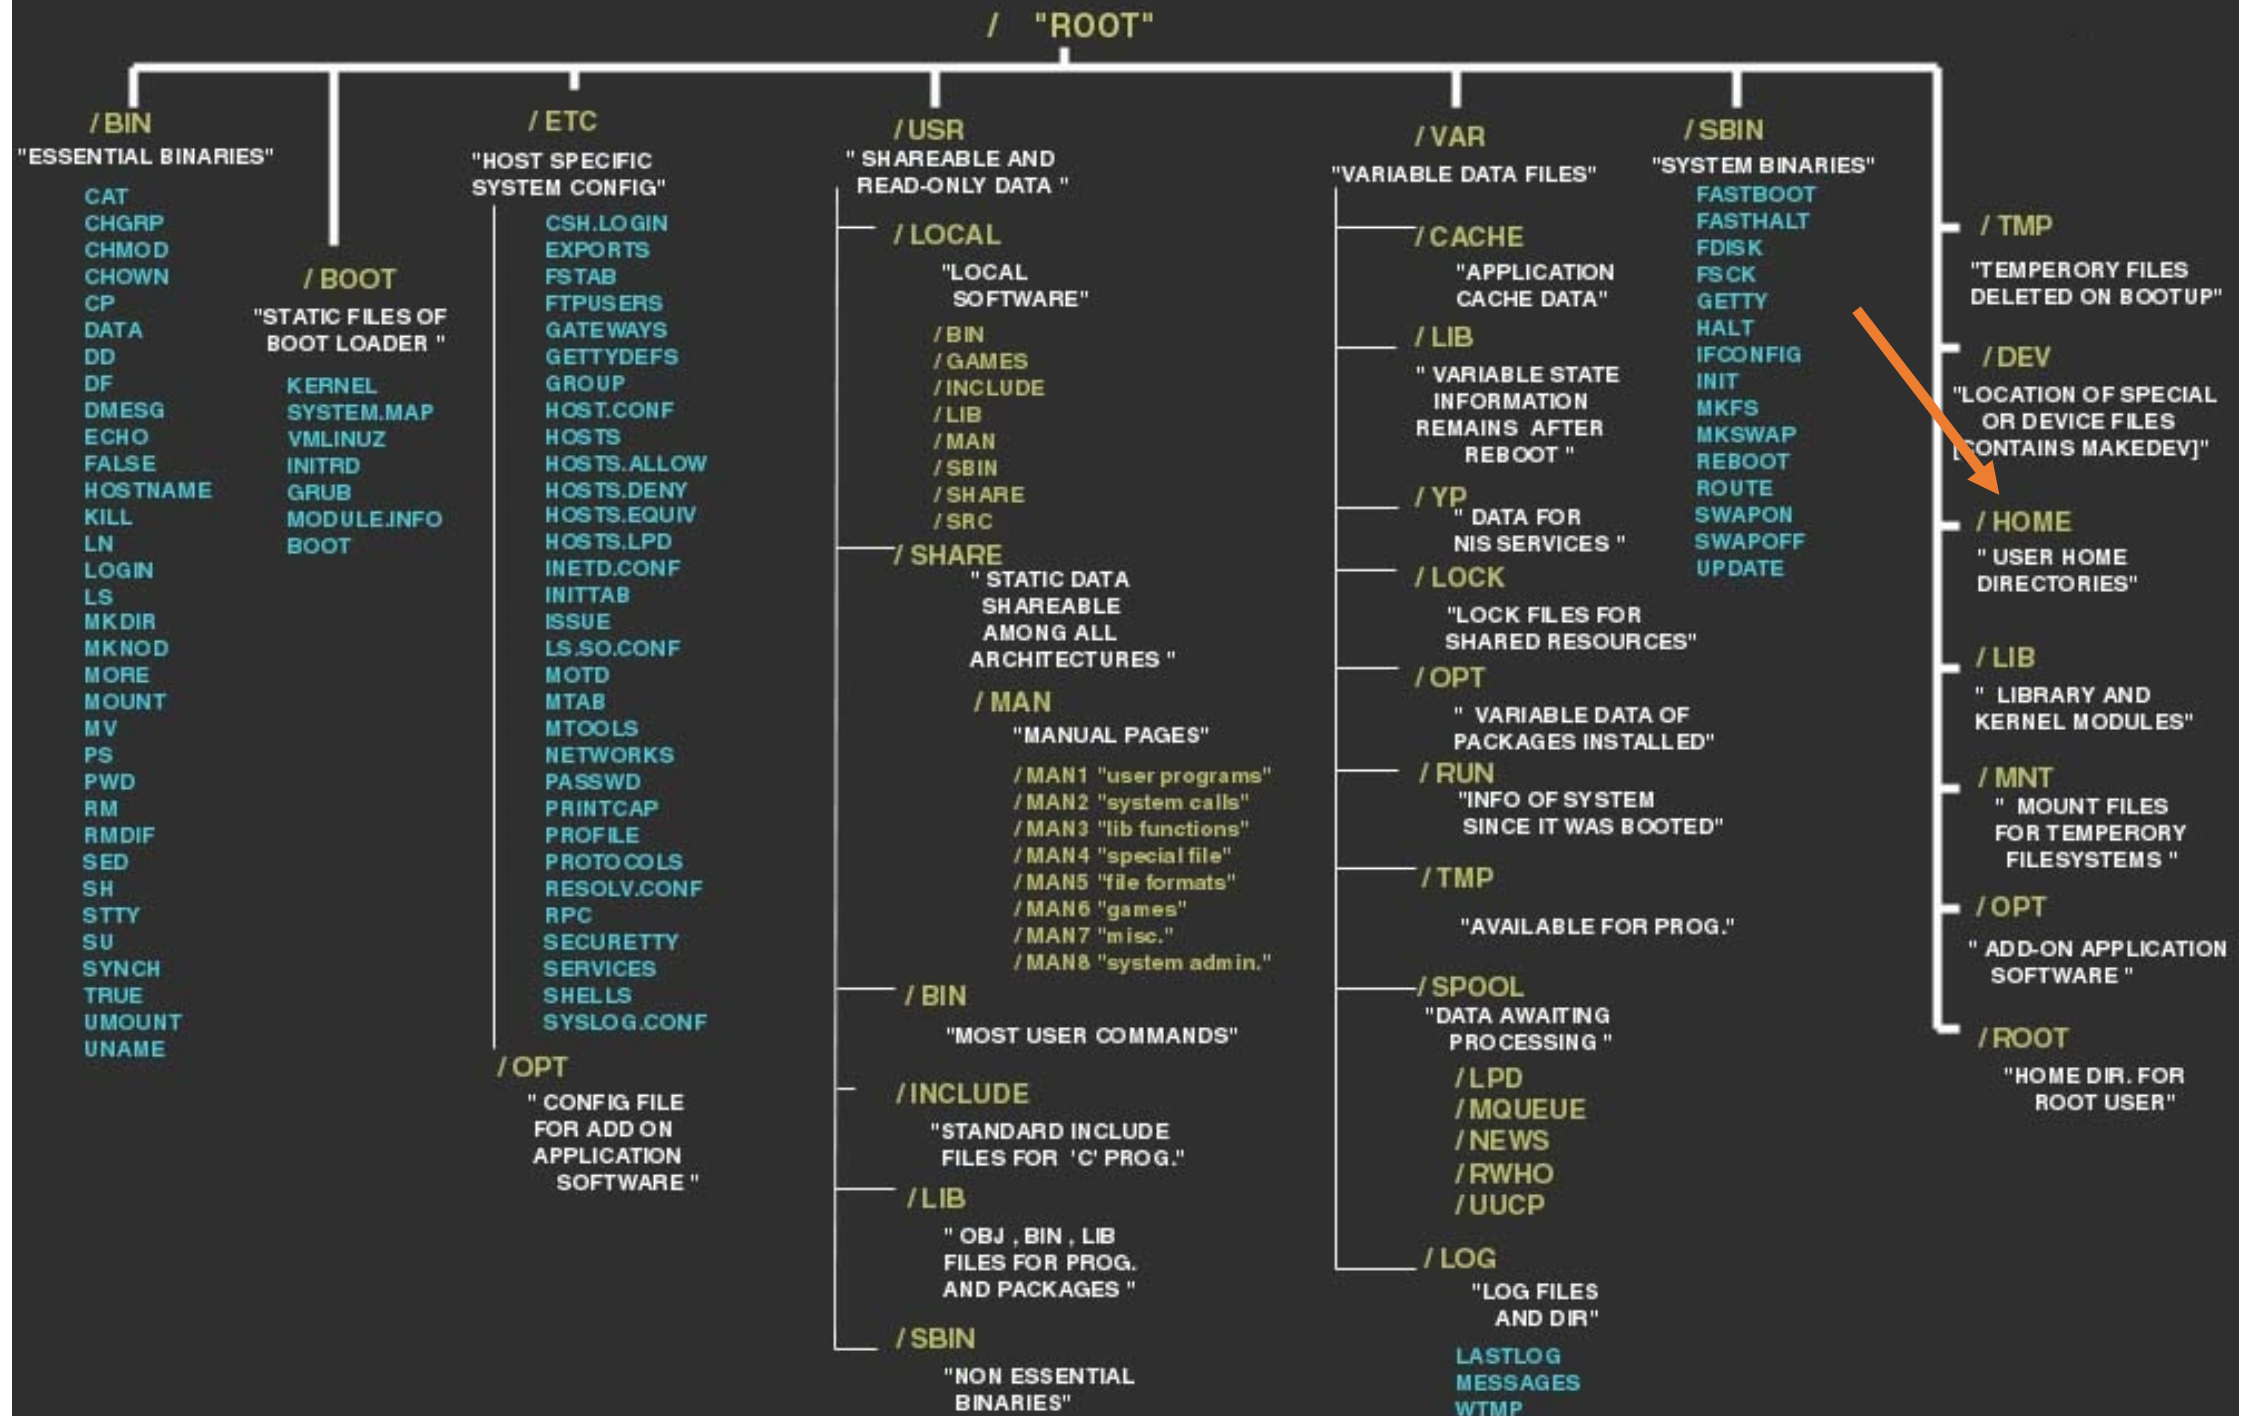 / "ROOT"
/BIN
"ESSENTIAL BINARIES"
CAT
CHGRP
CHMOD
CHOWN
CP
DATA
DD
DF
DMESG
ECHO
FALSE
HOSTNAME
KILL
LN
LOGIN
LS
MKDIR
MKNOD
MORE
MOUNT
MV
PS
PWD
RM
RMDIF
SED
SH
STTY
SU
SYNCH
TRUE
UMOUNT
UNAME
/BOOT
"STATIC FILES OF
BOOT LOADER "
KERNEL
SYSTEM.MAP
VMLINUZ
INITRD
GRUB
MODULE.INFO
BOOT
/ETC
"HOST SPECIFIC
SYSTEM CONFIG"
CSH.LOGIN
EXPORTS
FSTAB
FTPUSERS
GATEWAYS
GETTYDEFS
GROUP
HOST.CONF
HOSTS
HOSTS.ALLOW
HOSTS.DENY
HOSTS.EQUIV
HOSTS.LPD
INETD.CONF
INITTAB
ISSUE
LS.SO.CONF
MOTD
MTAB
MTOOLS
NETWORKS
PASSWD
PRINTCAP
PROFILE
PROTOCOLS
RESOLV.CONF
RPC
SECURETTY
SERVICES
SHELLS
SYSLOG.CONF
/OPT
" CONFIG FILE
FOR ADD ON
APPLICATION
SOFTWARE "
/USR
" SHAREABLE AND
READ-ONLY DATA "
/LOCAL
"LOCAL
SOFTWARE"
/BIN
/GAMES
/INCLUDE
/LIB
/MAN
/SBIN
/SHARE
/SRC
/SHARE
" STATIC DATA
SHAREABLE
AMONG ALL
ARCHITECTURES "
/MAN
"MANUAL PAGES"
/MAN1 "user programs"
/MAN2 "system calls"
/MAN3 "lib functions"
/MAN4 "special file"
/MAN5 "file formats"
/MAN6 "games"
/MAN7 "misc."
/MAN8 "system admin."
/BIN
"MOST USER COMMANDS"
/INCLUDE
"STANDARD INCLUDE
FILES FOR 'C' PROG."
/LIB
" OBJ , BIN , LIB
FILES FOR PROG.
AND PACKAGES "
/SBIN
"NON ESSENTIAL
BINARIES"
/VAR
"VARIABLE DATA FILES"
/CACHE
"APPLICATION
CACHE DATA"
/LIB
" VARIABLE STATE
INFORMATION
REMAINS AFTER
REBOOT "
/YP
" DATA FOR
NIS SERVICES "
/LOCK
"LOCK FILES FOR
SHARED RESOURCES"
/OPT
" VARIABLE DATA OF
PACKAGES INSTALLED"
/RUN
"INFO OF SYSTEM
SINCE IT WAS BOOTED"
/TMP
"AVAILABLE FOR PROG."
/SPOOL
"DATA AWAITING
PROCESSING "
/LPD
/MQUEUE
/NEWS
/RWHO
/UUCP
/LOG
"LOG FILES
AND DIR"
LASTLOG
MESSAGES
WTMP
/SBIN
"SYSTEM BINARIES"
FASTBOOT
FASTHALT
FDISK
FSCK
GETTY
HALT
IFCONFIG
INIT
MKFS
MKSWAP
REBOOT
ROUTE
SWAPON
SWAPOFF
UPDATE
/TMP
"TEMPERORY FILES
DELETED ON BOOTUP"
/DEV
"LOCATION OF SPECIAL
OR DEVICE FILES
[CONTAINS MAKEDEV]"
/HOME
" USER HOME
DIRECTORIES"
/LIB
" LIBRARY AND
KERNEL MODULES"
/MNT
" MOUNT FILES
FOR TEMPERORY
FILESYSTEMS "
/OPT
" ADD-ON APPLICATION
SOFTWARE "
/ROOT
"HOME DIR. FOR
ROOT USER"